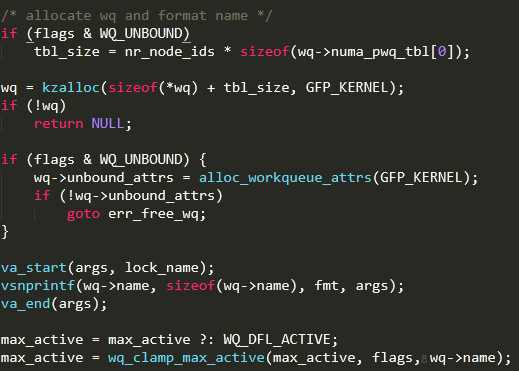 /* allocate wq and format name */
if (flags & WQ_UNBOUND)
    tbl_size = nr_node_ids * sizeof(wq->numa_pwq_tbl[0]);

wq = kzalloc(sizeof(*wq) + tbl_size, GFP_KERNEL);
if (!wq)
    return NULL;

if (flags & WQ_UNBOUND) {
    wq->unbound_attrs = alloc_workqueue_attrs(GFP_KERNEL);
    if (!wq->unbound_attrs)
        goto err_free_wq;
}

va_start(args, lock_name);
vsnprintf(wq->name, sizeof(wq->name), fmt, args);
va_end(args);

max_active = max_active ?: WQ_DFL_ACTIVE;
max_active = wq_clamp_max_active(max_active, flags, wq->name);